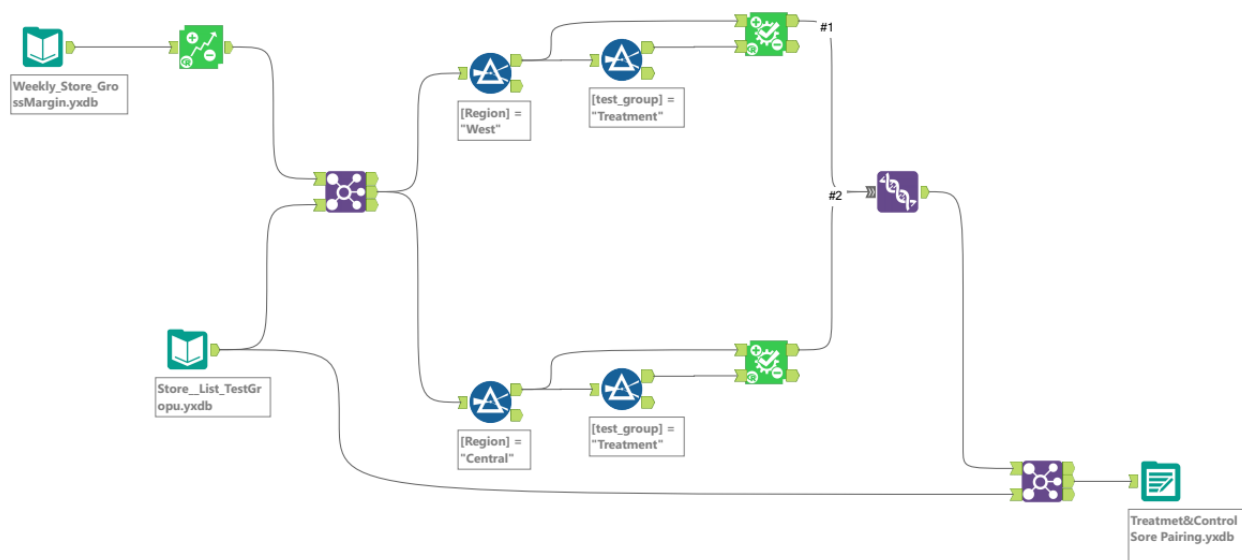 Weekly_Store_Gro
ssMargin.yxdb
[Region] =
"West"
[test_group] =
"Treatment"
#1
#2
Store__List_TestGr
opu.yxdb
[Region] =
"Central"
[test_group] =
"Treatment"
Treatmet&Control
Sore Pairing.yxdb